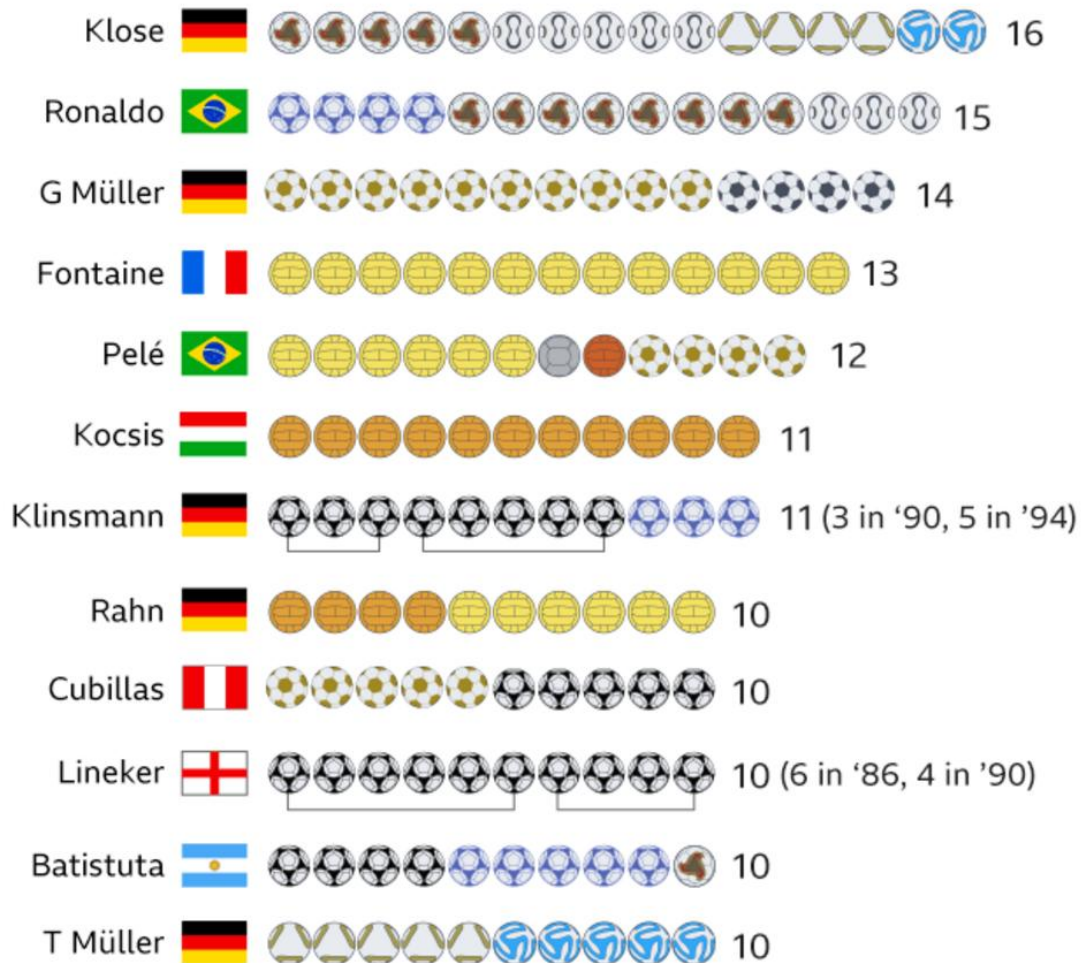 Klose 16
Ronaldo 15
G Müller 14
Fontaine 13
Pelé 12
Kocsis 11
Klinsmann 11 (3 in ‘90, 5 in ’94)
Rahn 10
Cubillas 10
Lineker 10 (6 in ‘86, 4 in ’90)
Batistuta 10
T Müller 10